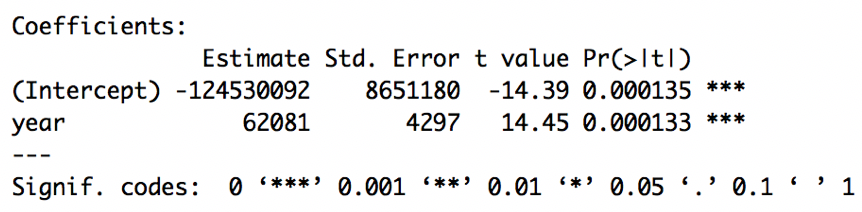 Coefficients:
Estimate Std. Error t value Pr(>|t|)
(Intercept) -124530092 8651180 -14.39 0.000135 ***
year 62081 4297 14.45 0.000133 ***
---
Signif. codes: 0 ‘***’ 0.001 ‘**’ 0.01 ‘*’ 0.05 ‘.’ 0.1 ‘ ’ 1